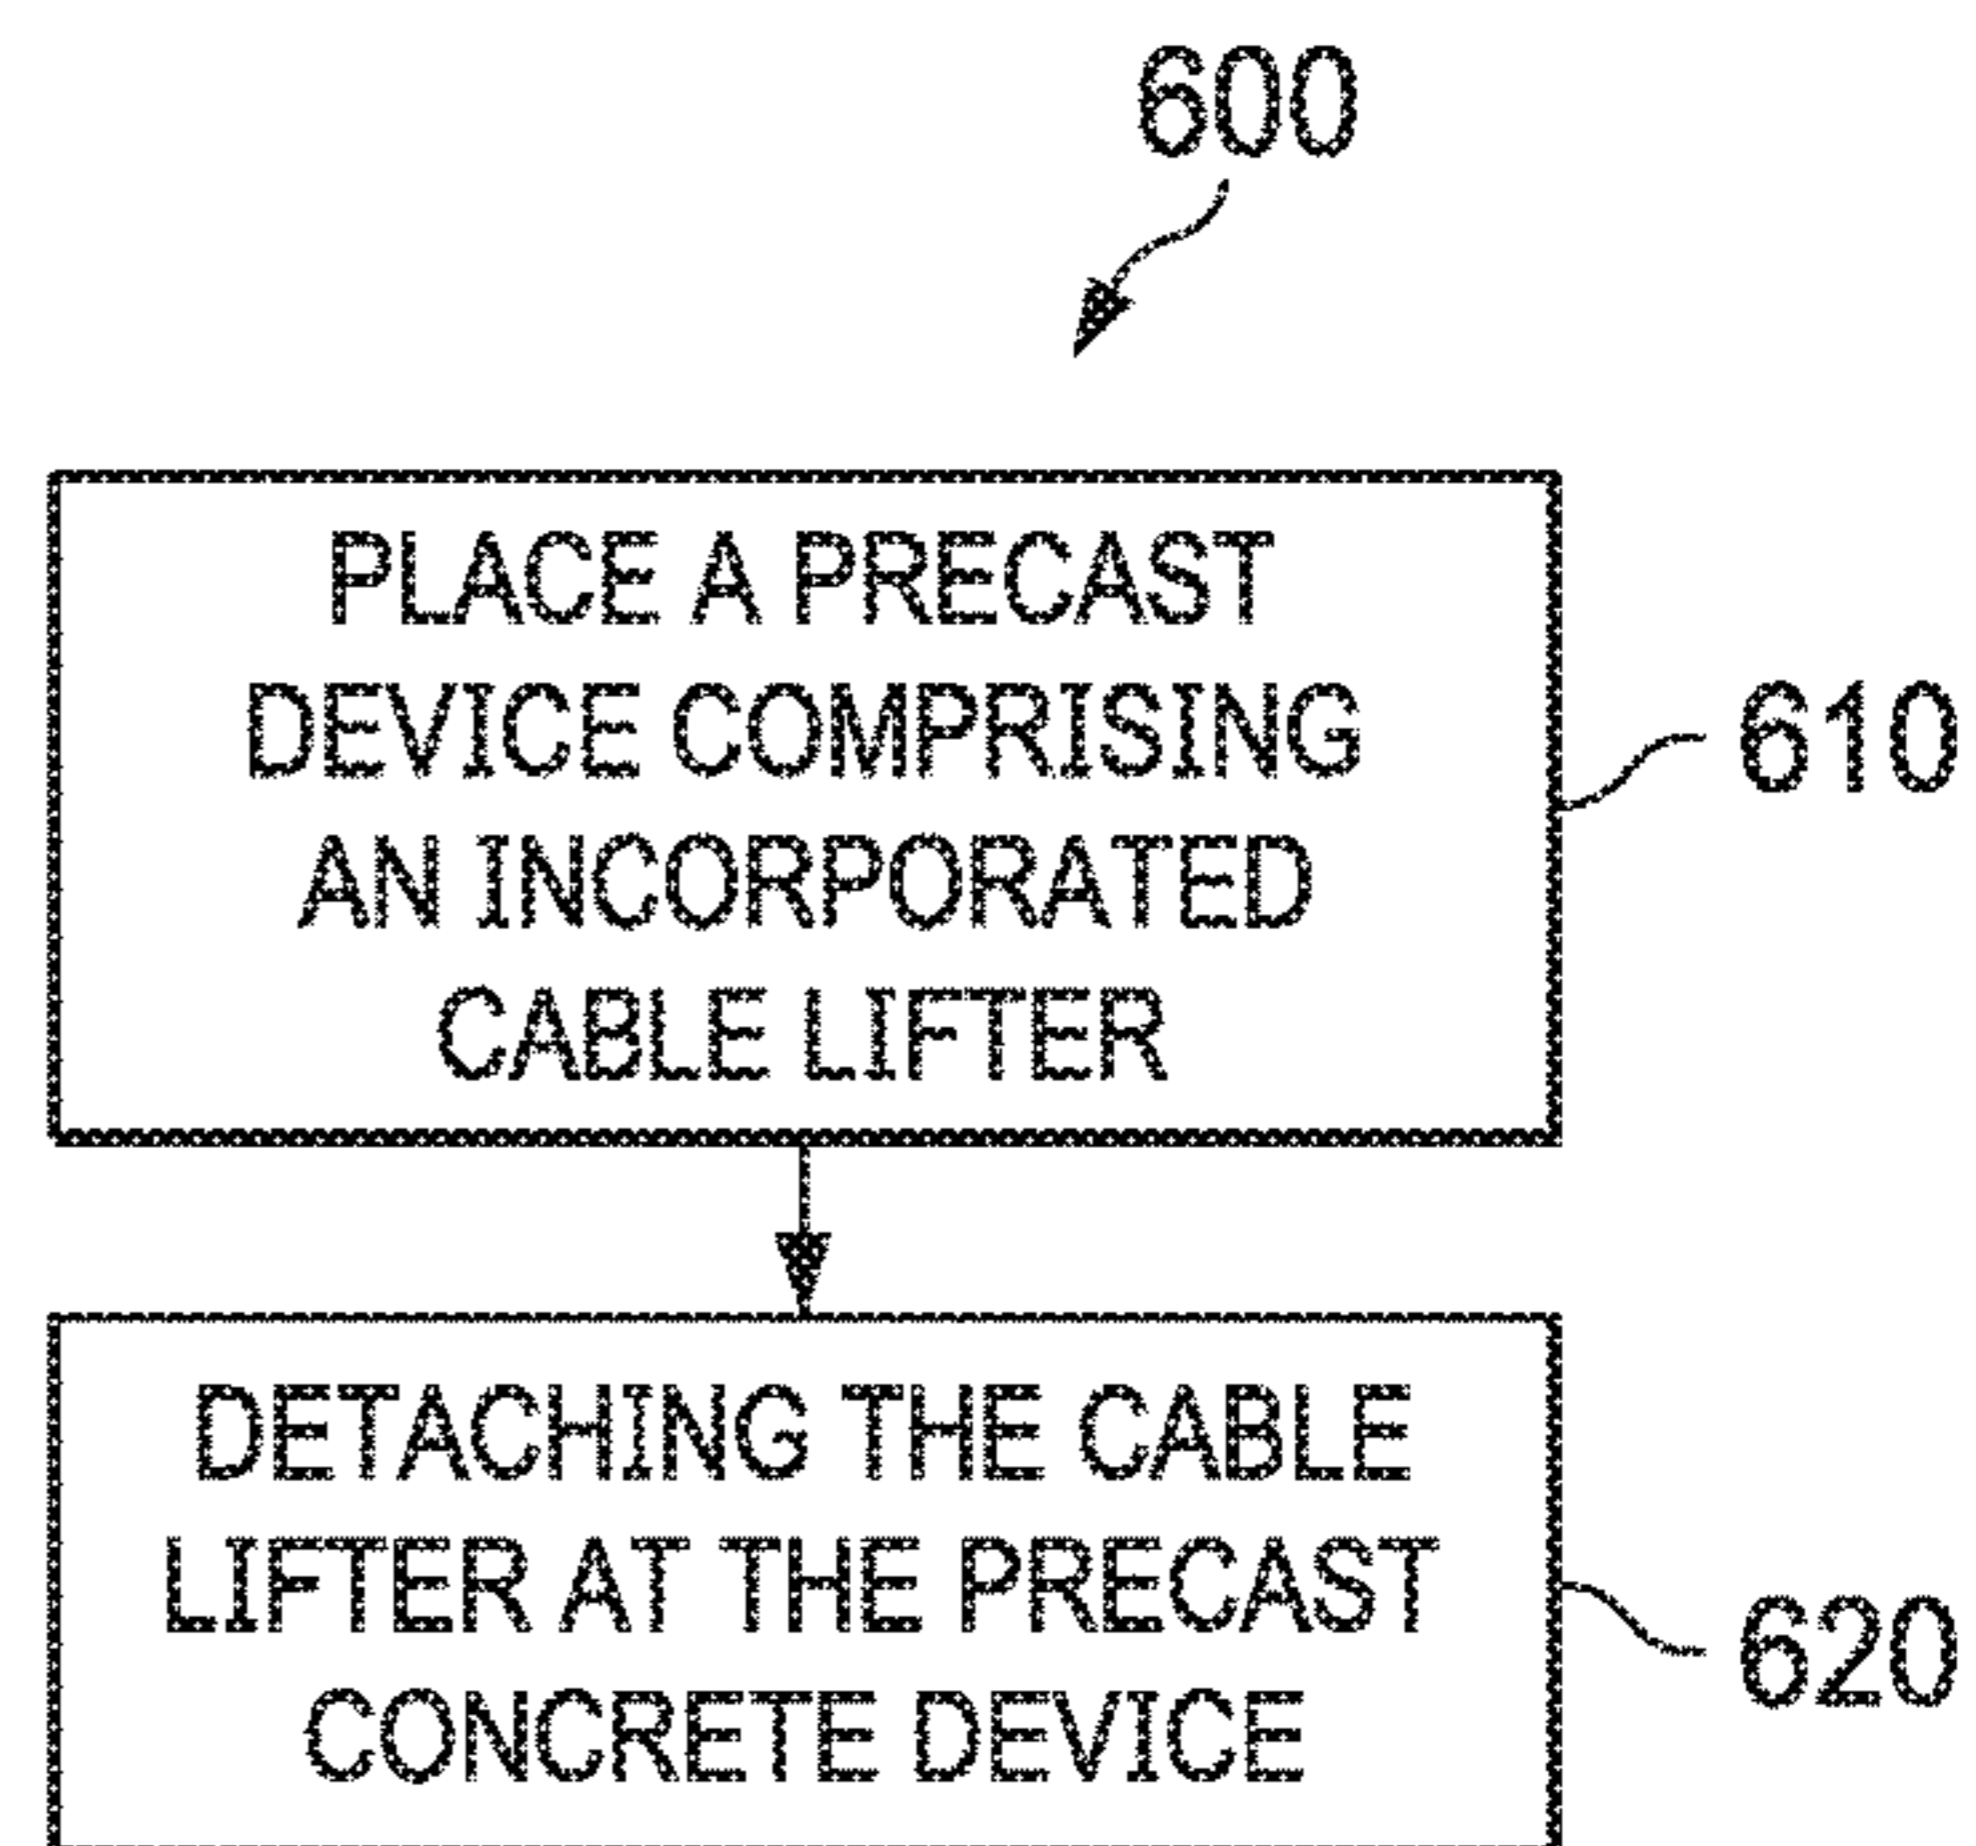 600
PLACE A PRECAST
DEVICE COMPRISING
AN INCORPORATED
CABLE LIFTER
610
DETACHING THE CABLE
LIFTER AT THE PRECAST
CONCRETE DEVICE
620